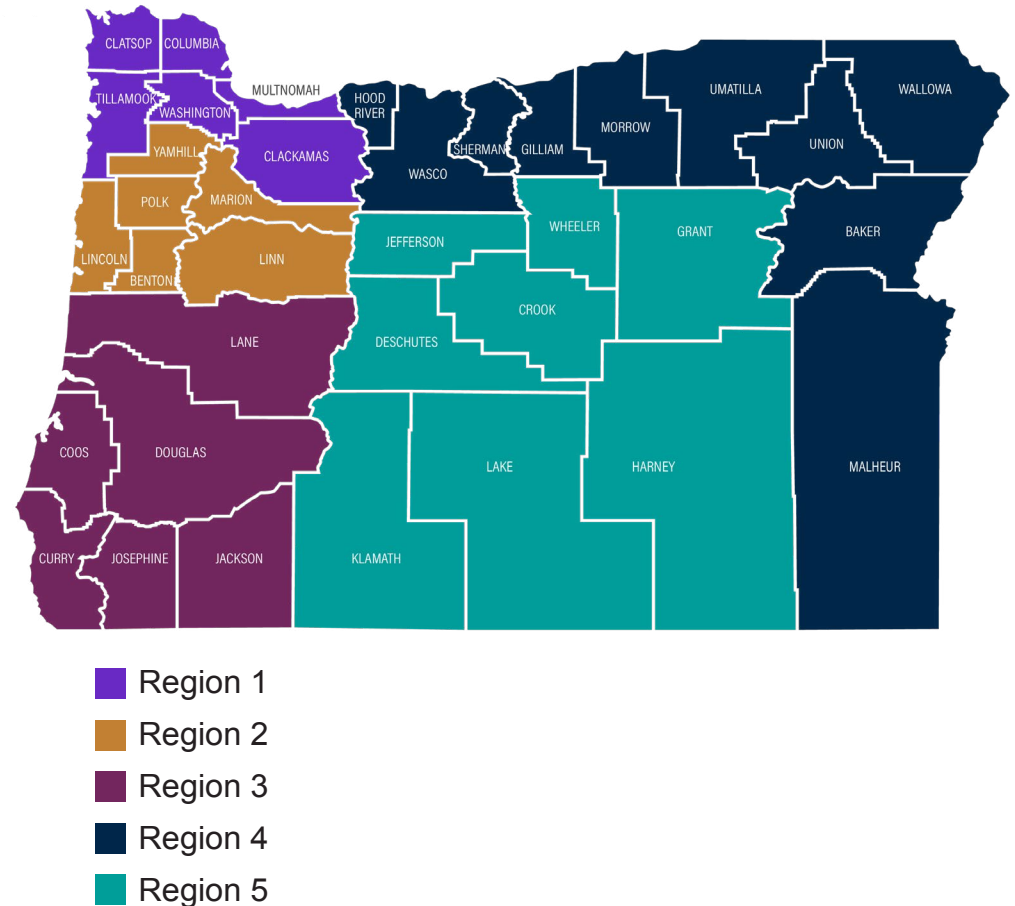 CLATSOP
COLUMBIA
TILLAMOOK
WASHINGTON
MULTNOMAH
HOOD
RIVER
UMATILLA
WALLOWA
MORROW
YAMHILL
CLACKAMAS
SHERMAN
GILLIAM
UNION
WASCO
POLK
MARION
WHEELER
GRANT
BAKER
JEFFERSON
LINCOLN
LINN
BENTON
CROOK
LANE
DESCHUTES
COOS
DOUGLAS
LAKE
HARNEY
MALHEUR
CURRY
JOSEPHINE
JACKSON
KLAMATH
Region 1
Region 2
Region 3
Region 4
Region 5